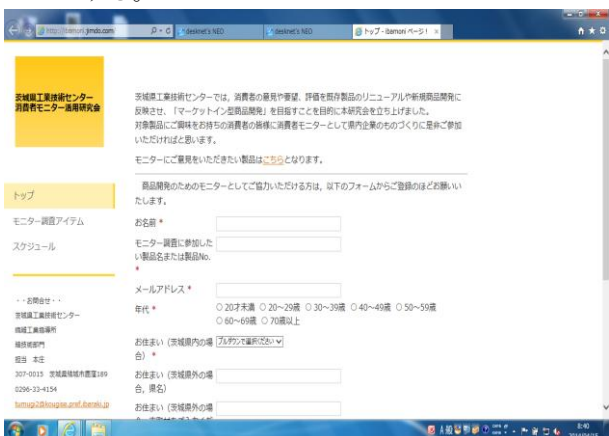 http://ibamoni.jimdo.com
desknet's NEO
desknet's NEO
トップ - ibamoni ページ!
茨城県工業技術センター
消費者モニター活用研究会
茨城県工業技術センターでは、消費者の意見や要望、評価を既存製品のリニューアルや新規商品開発に
反映させ、「マーケットイン型商品開発」を目指すことを目的に本研究会を立ち上げました。
対象製品にご興味をお持ちの消費者の皆様に消費者モニターとして県内企業のものづくりに是非ご参加
いただければと思います。
モニターにご意見をいただきたい製品はこちらとなります。
商品開発のためのモニターとしてご協力いただける方は、以下のフォームからご登録のほどお願いい
たします。
トップ
モニター調査アイテム
スケジュール
お名前 *
モニター調査に参加した
い製品名または製品No.
*
メールアドレス *
年代 * 20才未満 20~29歳 30~39歳 40~49歳 50~59歳
60~69歳 70歳以上
お住まい(茨城県内の場
合) * プルダウンで選択ください
お住まい(茨城県外の場
合、県名)
お住まい(茨城県外の場
・・お問合せ・・
茨城県工業技術センター
繊維工業指導所
担当 本庄
307-0015 茨城県結城市鹿窪189
0296-33-4154
tumugi2@kougise.pref.ibaraki.jp
8:40